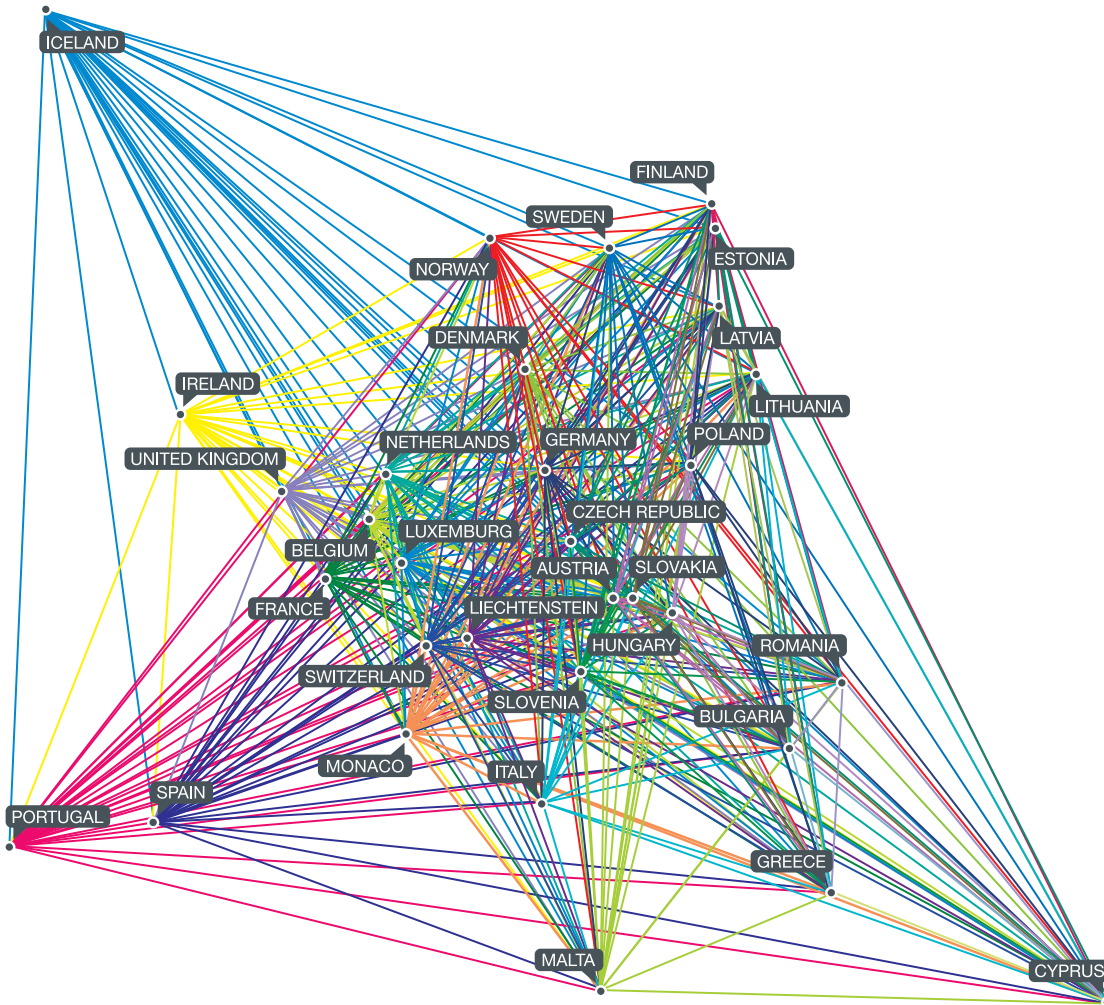 ICELAND
FINLAND
SWEDEN
ESTONIA
NORWAY
DENMARK
LATVIA
IRELAND
LITHUANIA
NETHERLANDS
GERMANY
POLAND
UNITED KINGDOM
CZECH REPUBLIC
LUXEMBURG
BELGIUM
AUSTRIA
SLOVAKIA
FRANCE
LIECHTENSTEIN
HUNGARY
ROMANIA
SWITZERLAND
SLOVENIA
BULGARIA
MONACO
ITALY
SPAIN
PORTUGAL
GREECE
MALTA
CYPRUS